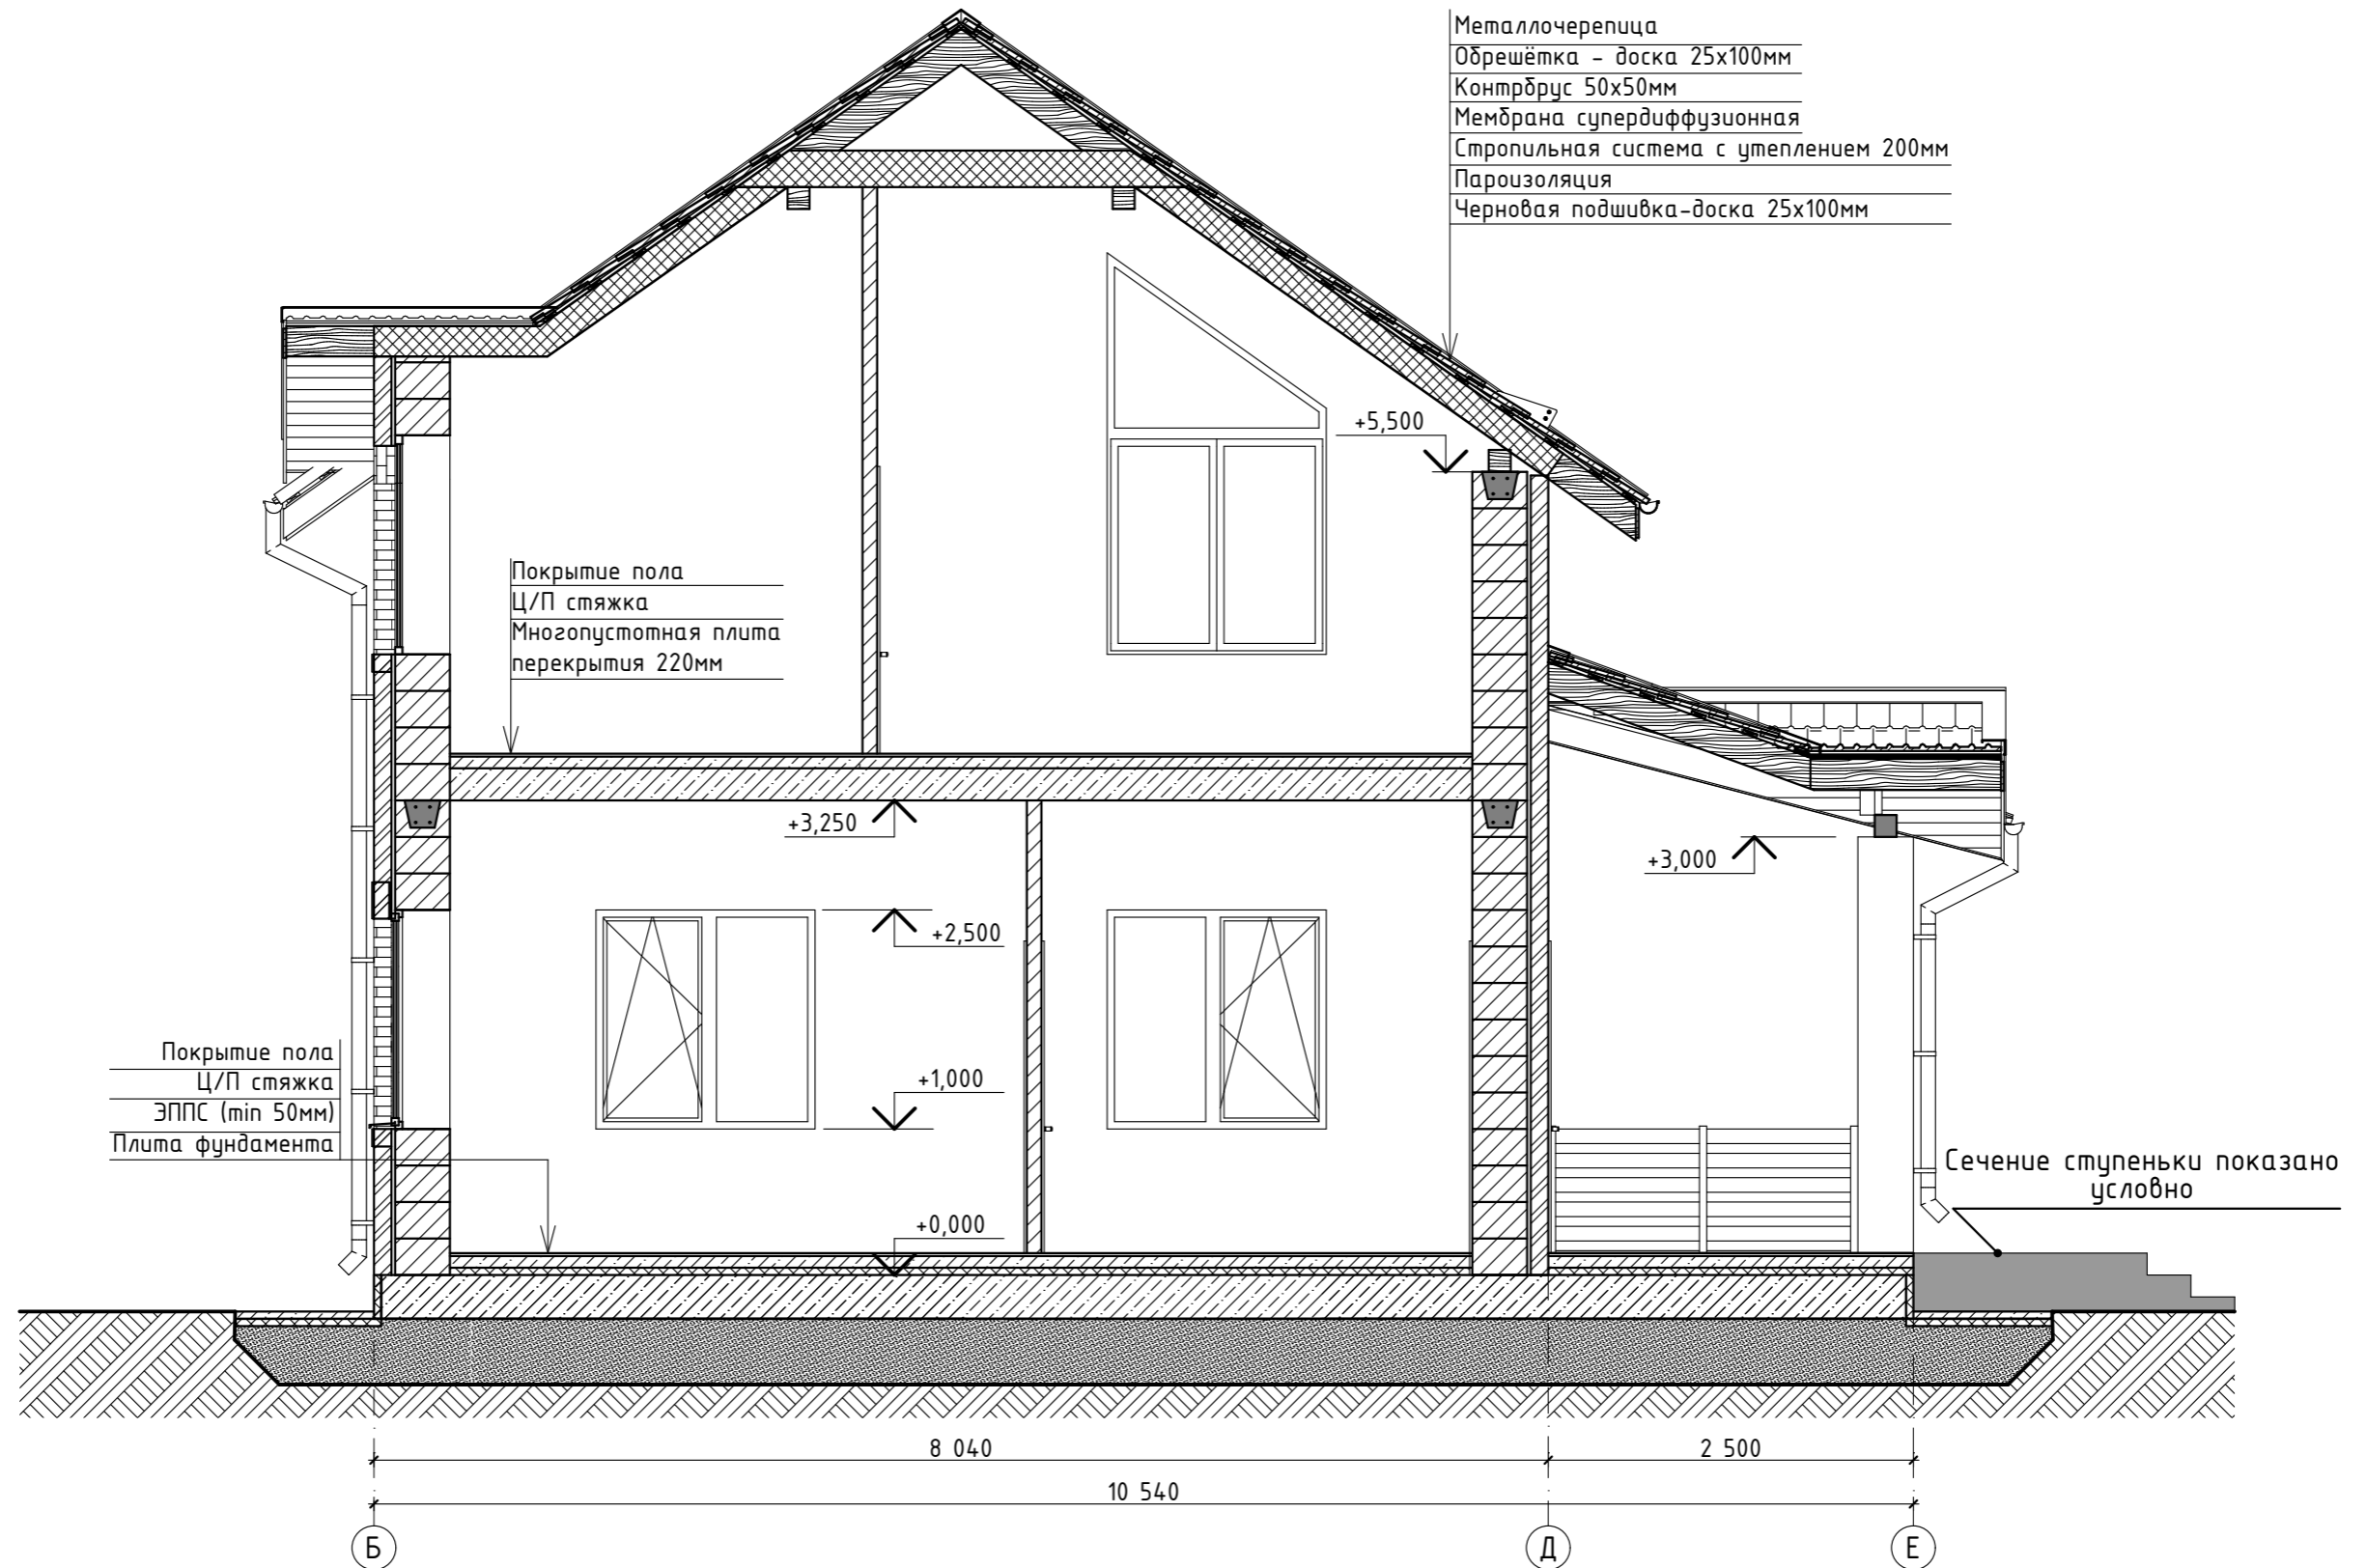 Металлочерепица
Обрешётка - доска 25х100мм
Контрбрус 50х50мм
Мембрана супердиффузионная
Стропильная система с утеплением 200мм
Пароизоляция
Черновая подшивка-доска 25х100мм
+5,500
Покрытие пола
Ц/П стяжка
Многопустотная плита
перекрытия 220мм
+3,250
+3,000
+2,500
+1,000
Покрытие пола
Ц/П стяжка
ЭППС (min 50мм)
Плита фундамента
Сечение ступеньки показано
условно
+0,000
8 040
2 500
10 540
Б
Д
Е